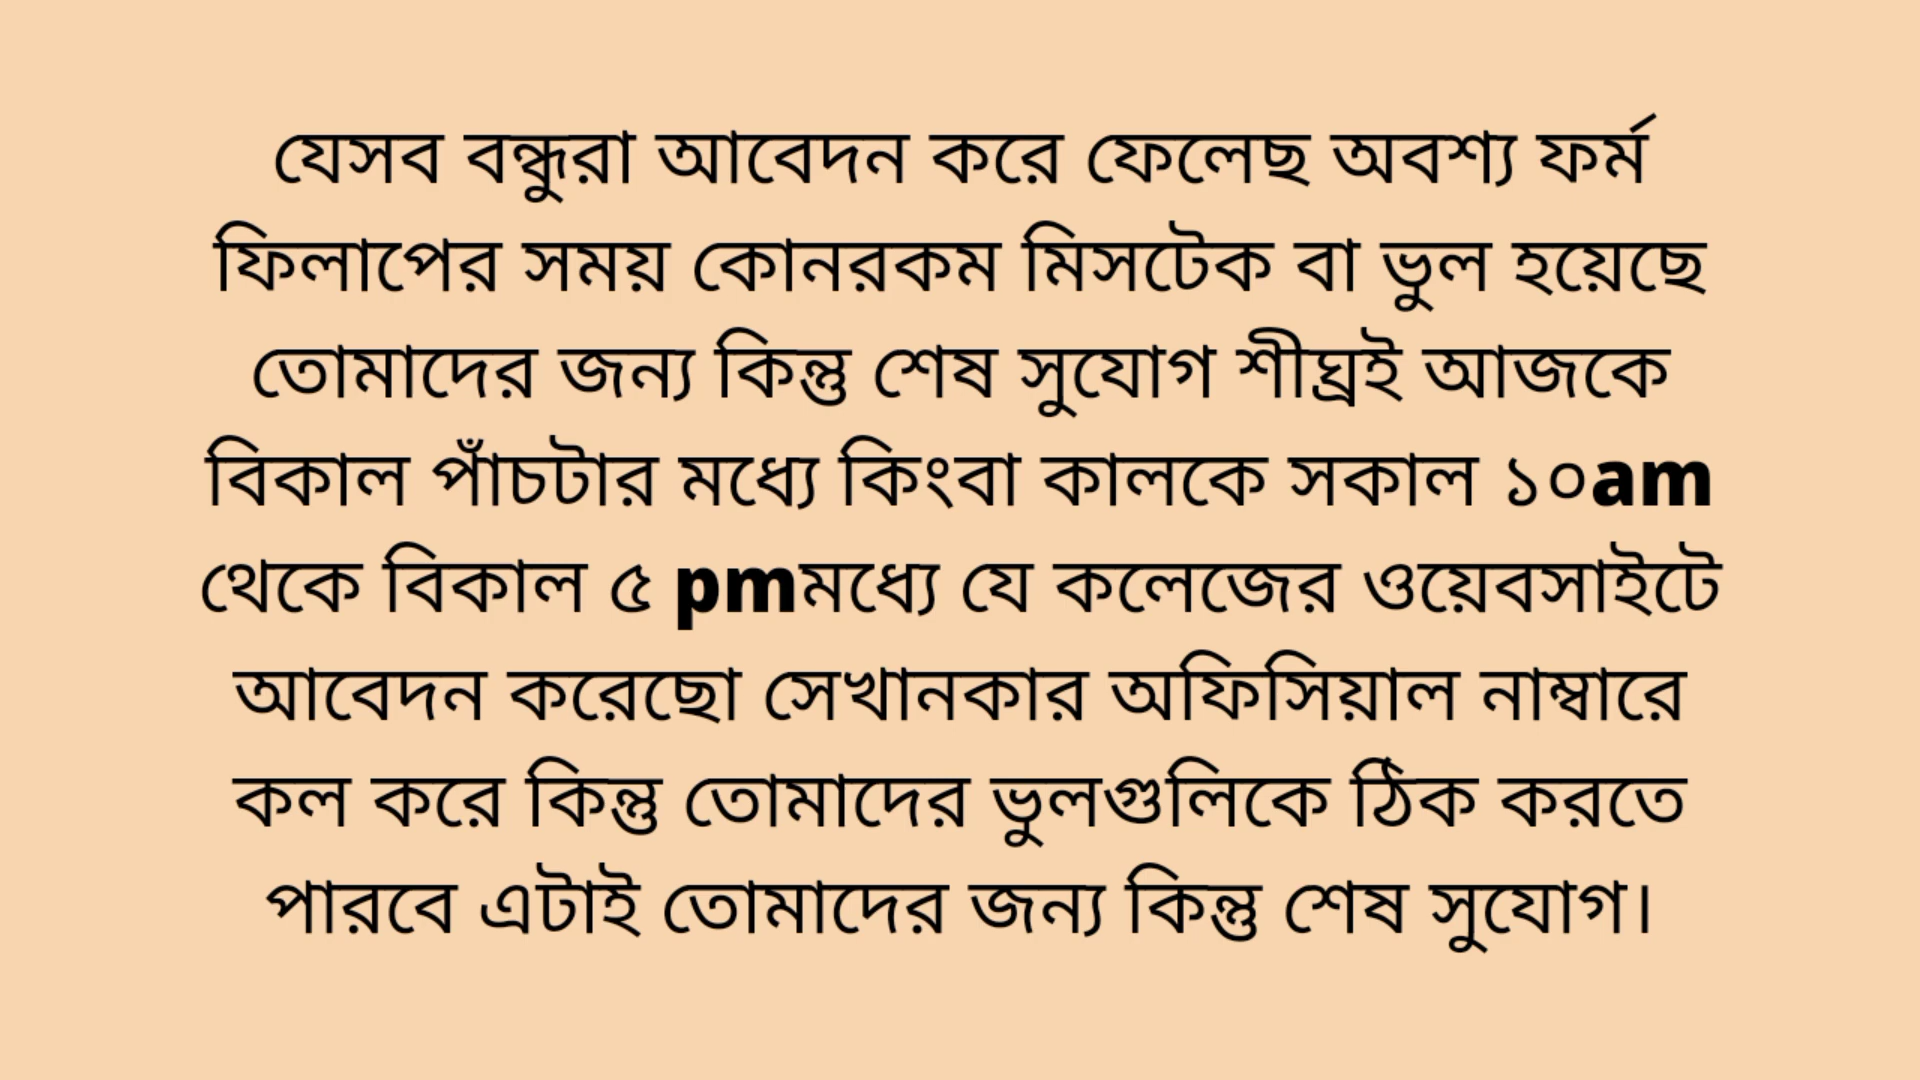 যেসব বন্ধুরা আবেদন করে ফেলেছ অবশ্য ফর্ম
ফিলাপের সময় কোনরকম মিসটেক বা ভুল হয়েছে
তোমাদের জন্য কিন্তু শেষ সুযোগ শীঘ্রই আজকে
বিকাল পাঁচটার মধ্যে কিংবা কালকে সকাল ১০am
থেকে বিকাল ৫ pmমধ্যে যে কলেজের ওয়েবসাইটে
আবেদন করেছো সেখানকার অফিসিয়াল নাম্বারে
কল করে কিন্তু তোমাদের ভুলগুলিকে ঠিক করতে
পারবে এটাই তোমাদের জন্য কিন্তু শেষ সুযোগ।